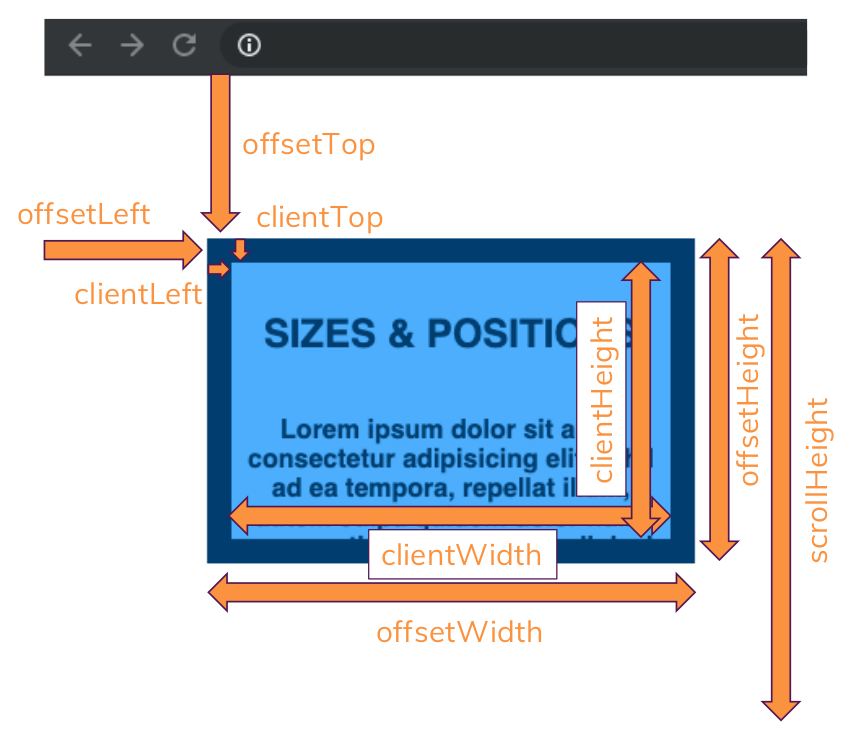 offsetTop
offsetLeft
clientTop
clientLeft
SIZES & POSITIO
Lorem ipsum dolor sit a
consectetur adipisicing eli
ad ea tempora, repellat il
clientHeight
offsetHeight
scrollHeight
clientWidth
offsetWidth